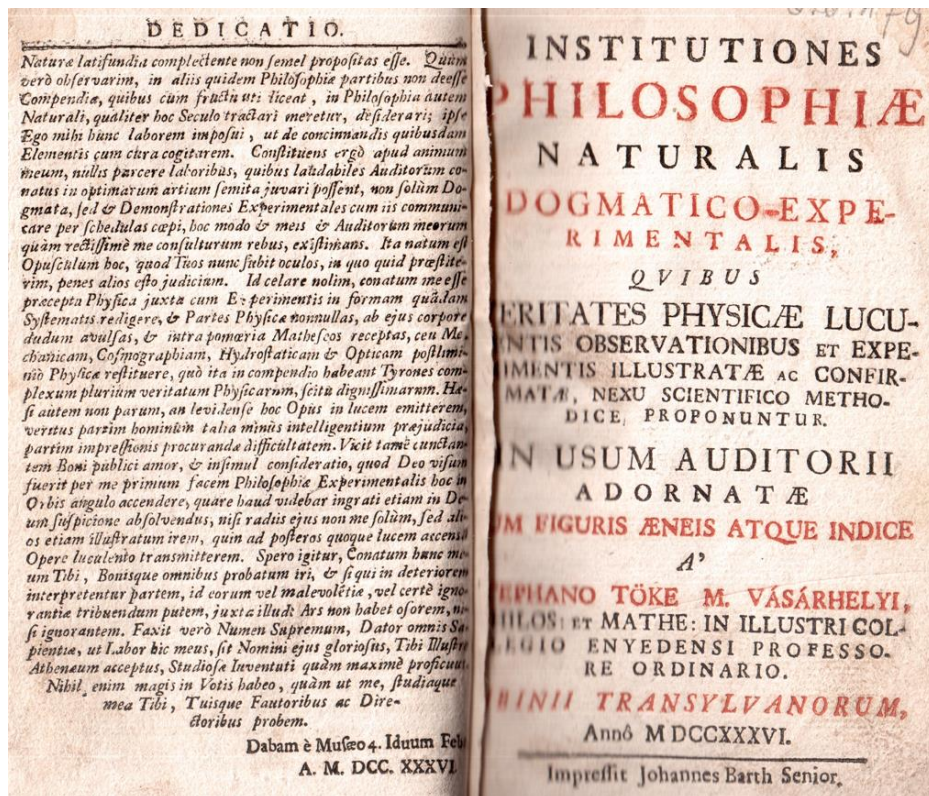 DEDICATIO.
Naturæ latifundia complectente non ſemel propoſitas eſſe. Quum
verò obſervarim, in aliis quidem Philoſophiæ partibus non deeſſe
Compendia, quibus cum fructu uti liceat, in Philoſophia autem
Naturali, qualiter hoc Seculo tractari meretur, deſiderari; ipſe
Ego mihi hunc laborem impoſui, ut de concinnandis quibusdam
Elementis cum cura cogitarem. Conſtituens ergò apud animum
meum, nullis parcere laboribus, quibus laudabiles Auditorum co-
natus in optimarum artium ſemita juvari poſſent, non ſolùm Do-
gmata, ſed & Demonſtrationes Experimentales cum iis communi-
care per ſchedulas cœpi, hoc modo & meis & Auditorum meorum
quàm rectiſſimè me conſulturum rebus, exiſtimans. Ita natum eſt
Opuſculum hoc, quod Tuos nunc ſubit oculos, in quo quid præſtite-
rim, penes alios eſto judicium. Id celare nolim, conatum me eſſe
præcepta Phyſica juxta cum Experimentis in formam quandam
Syſtematis redigere, & Partes Phyſicæ nonnullas, ab ejus corpore
dudum avulſas, & intra pomœria Matheſeos receptas, ceu Me-
chanicam, Coſmographiam, Hydroſtaticam & Opticam poſtlimi-
niò Phyſicæ reſtituere, quò ita in compendio habeant Tyrones com-
plexum plurium veritatum Phyſicarum, ſcitu digniſſimarum. Hæ-
ſi autem non parum, an levidenſe hoc Opus in lucem emitterem,
veritus partim hominum talia minùs intelligentium præjudicia,
partim impreſſionis procurandæ difficultatem. Vicit tamē cunctan-
tem Boni publici amor, & inſimul conſideratio, quod Deo viſum
fuerit per me primùm facem Philoſophiæ Experimentalis hoc in
Orbis angulo accendere, quare haud videbar ingrati etiam in De-
um ſuſpicione abſolvendus, niſi radiis ejus non me ſolùm, ſed ali-
os etiam illuſtratum irem, quin ad poſteros quoque lucem accensā
Opere luculento transmitterem. Spero igitur, Conatum hunc me-
um Tibi, Bonisque omnibus probatum iri, & ſi qui in deteriorem
interpretentur partem, id eorum vel malevolētiæ, vel certè igno-
rantiæ tribuendum putem, juxta illud: Ars non habet oſorem, ni-
ſi ignorantem. Faxit verò Numen Supremum, Dator omnis Sa-
pientiæ, ut Labor hic meus, ſit Nomini ejus glorioſus, Tibi Illuſtre
Athenæum acceptus, Studioſæ Juventuti quàm maximè proficuus.
Nihil enim magis in Votis habeo, quàm ut me, ſtudiaque
mea Tibi, Tuisque Fautoribus ac Dire-
ctoribus probem.
Dabam è Muſæo 4. Iduum Feb
A. M. DCC. XXXVI.
INSTITUTIONES
PHILOSOPHIÆ
NATURALIS
DOGMATICO-EXPE-
RIMENTALIS,
QVIBUS
ERITATES PHYSICÆ LUCU-
NTIS OBSERVATIONIBUS ET EXPE-
IMENTIS ILLUSTRATÆ AC CONFIR-
MATÆ, NEXU SCIENTIFICO METHO-
DICE, PROPONUNTUR.
IN USUM AUDITORII
ADORNATÆ
UM FIGURIS ÆNEIS ATQUE INDICE
A'
EPHANO TÖKE M. VÁSÁRHELYI,
HILOS: ET MATHE: IN ILLUSTRI COL-
LEGIO ENYEDENSI PROFESSO-
RE ORDINARIO.
BINII TRANSYLVANORUM,
Annô M DCCXXXVI.
Impreſſit Johannes Barth Senior.